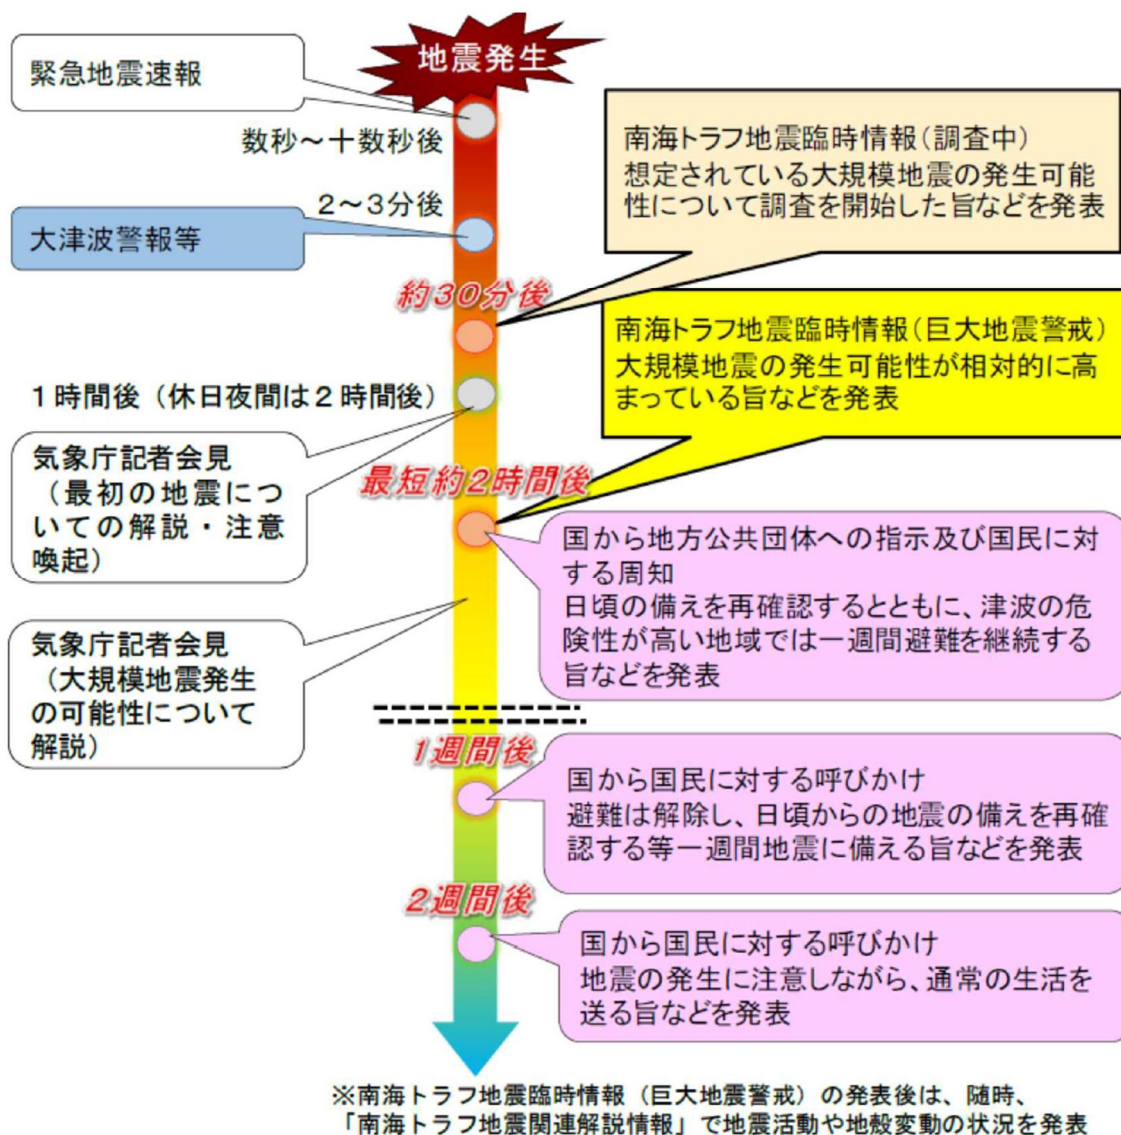 地震発生
緊急地震速報
数秒～十数秒後
２～３分後
大津波警報等
南海トラフ地震臨時情報（調査中）
想定されている大規模地震の発生可能
性について調査を開始した旨などを発表
約３０分後
南海トラフ地震臨時情報（巨大地震警戒）
大規模地震の発生可能性が相対的に高
まっている旨などを発表
１時間後（休日夜間は２時間後）
気象庁記者会見
（最初の地震につ
いての解説・注意
喚起）
最短約２時間後
国から地方公共団体への指示及び国民に対
する周知
日頃の備えを再確認するとともに、津波の危
険性が高い地域では一週間避難を継続する
旨などを発表
気象庁記者会見
（大規模地震発生
の可能性について
解説）
１週間後
国から国民に対する呼びかけ
避難は解除し、日頃からの地震の備えを再確
認する等一週間地震に備える旨などを発表
２週間後
国から国民に対する呼びかけ
地震の発生に注意しながら、通常の生活を
送る旨などを発表
※南海トラフ地震臨時情報（巨大地震警戒）の発表後は、随時、
「南海トラフ地震関連解説情報」で地震活動や地殻変動の状況を発表